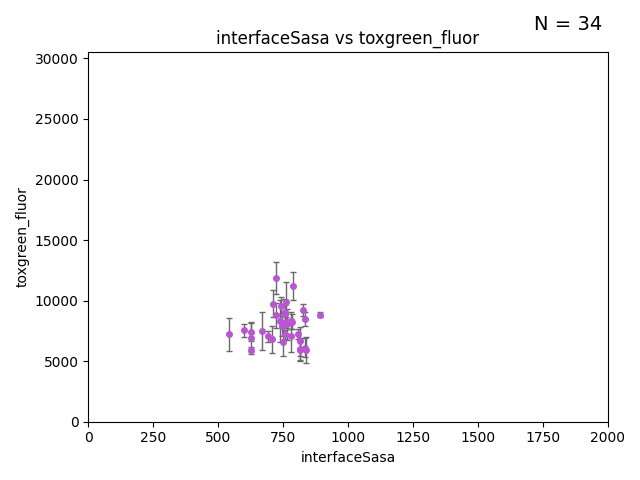 N = 34
interfaceSasa vs toxgreen_fluor
30000
25000
20000
15000
10000
5000
0
toxgreen_fluor
0 250 500 750 1000 1250 1500 1750 2000
interfaceSasa